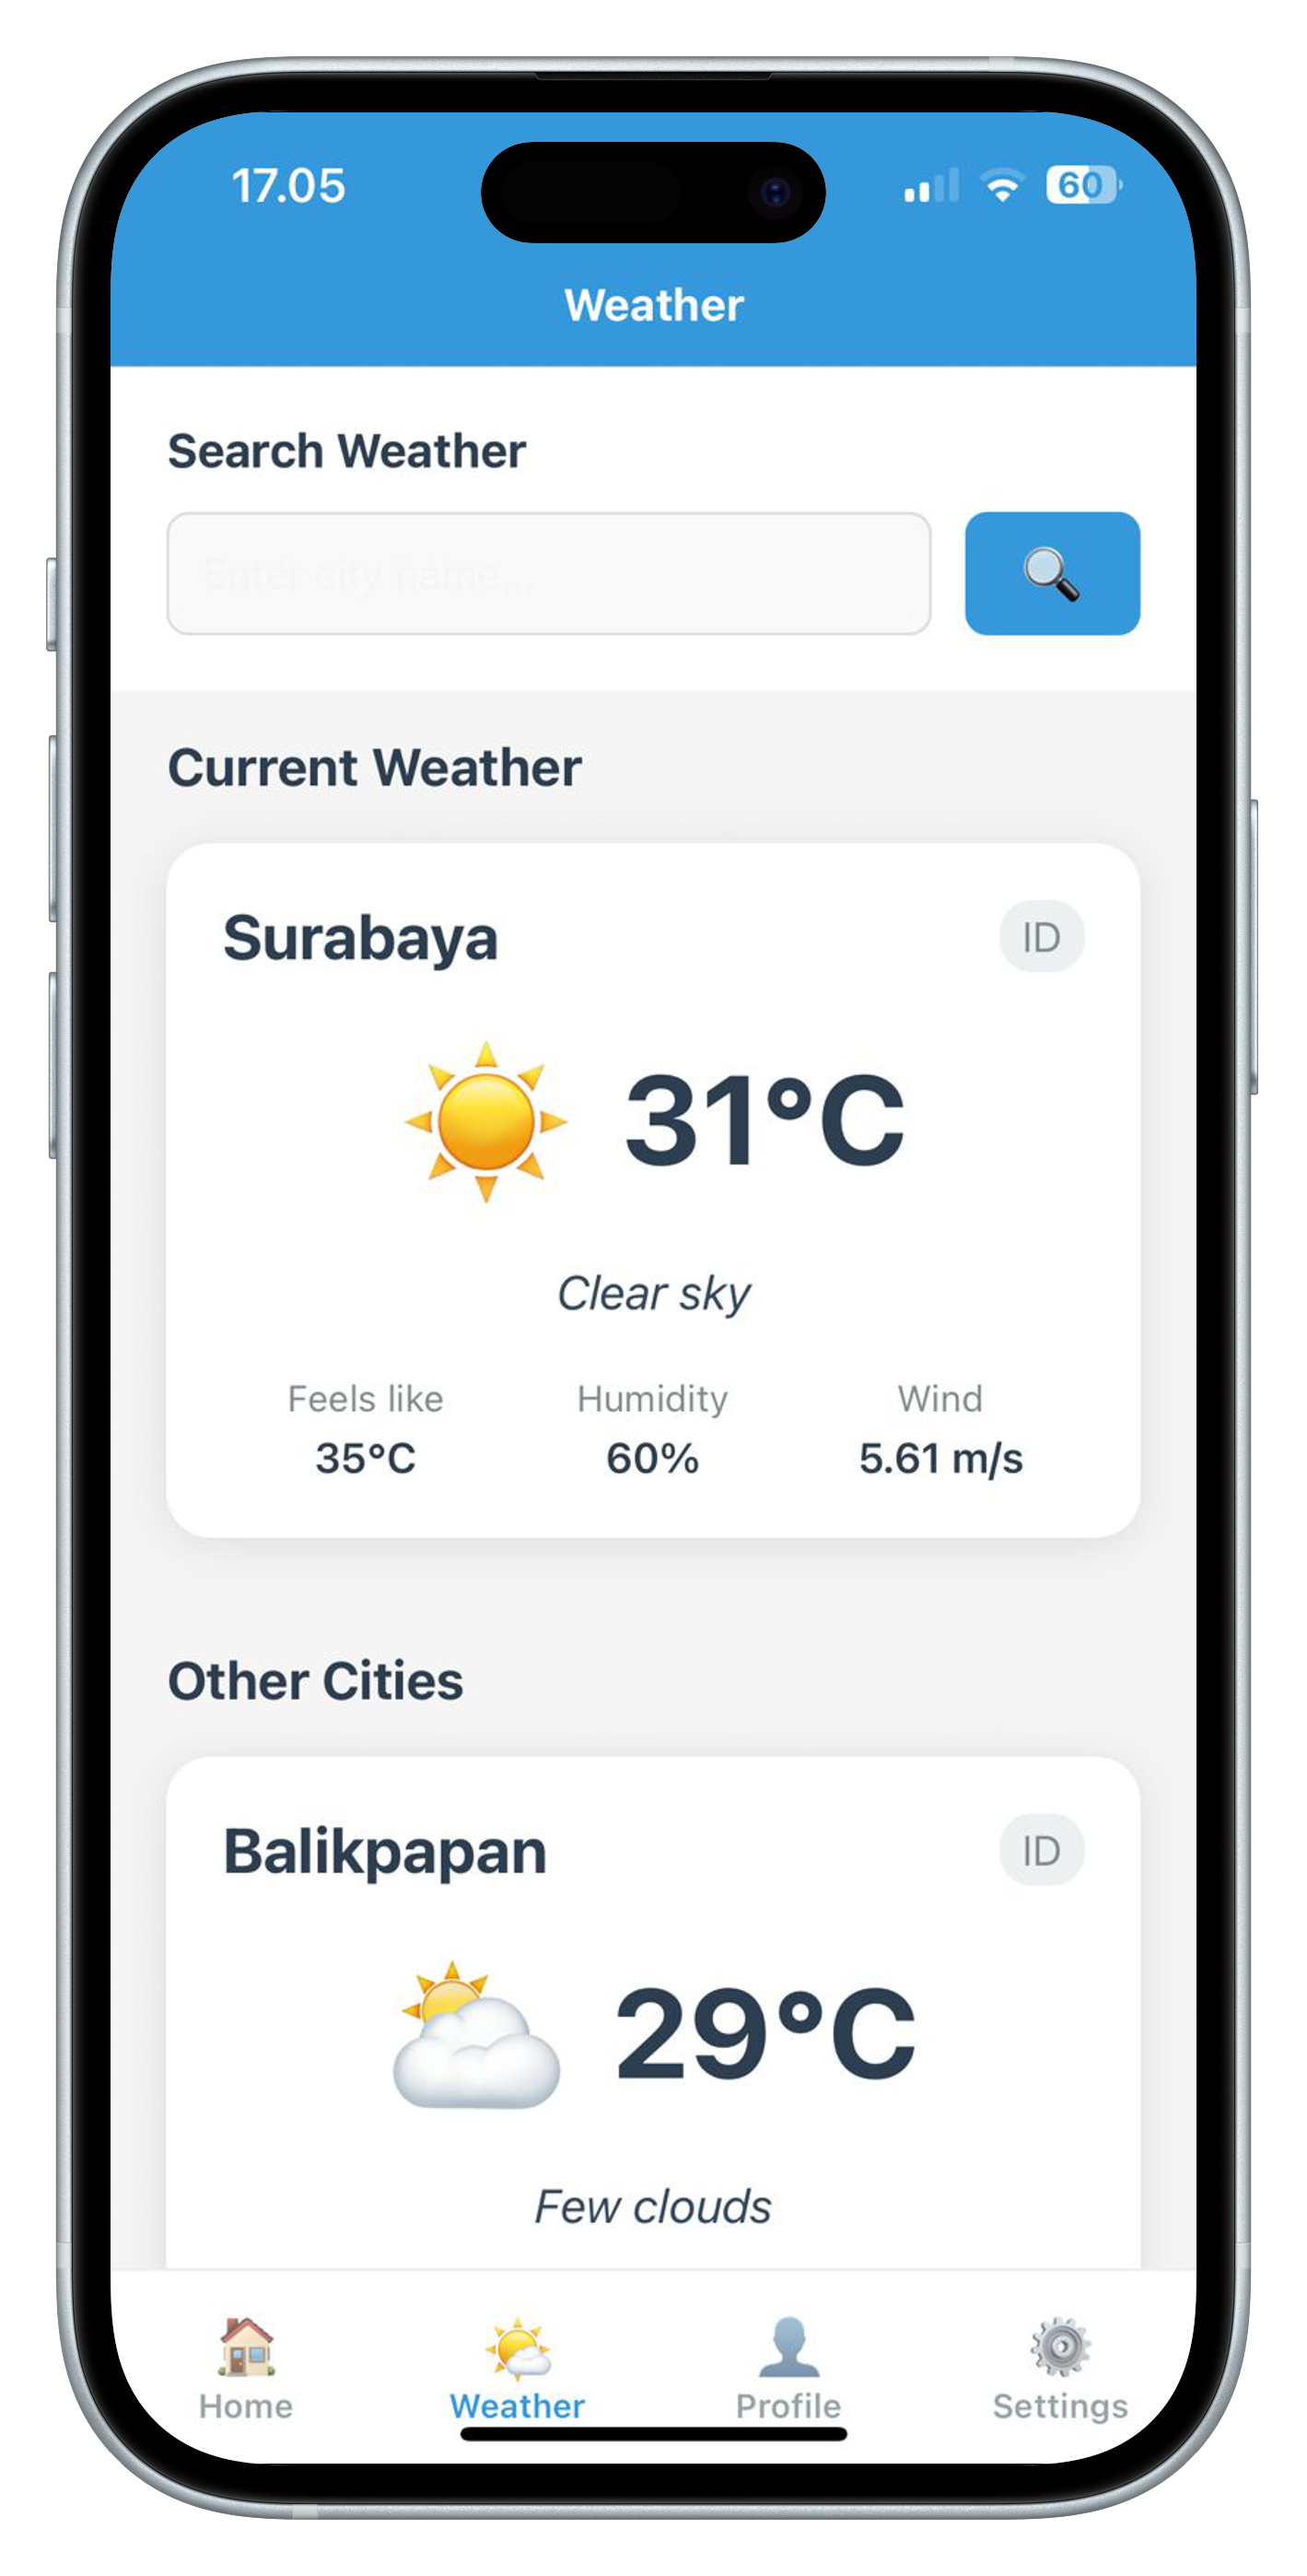 17.05
60
Weather
Search Weather
Enter city name...
Current Weather
Surabaya
ID
31°C
Clear sky
Feels like Humidity Wind
35°C 60% 5.61 m/s
Other Cities
Balikpapan
ID
29°C
Few clouds
Home Weather Profile Settings